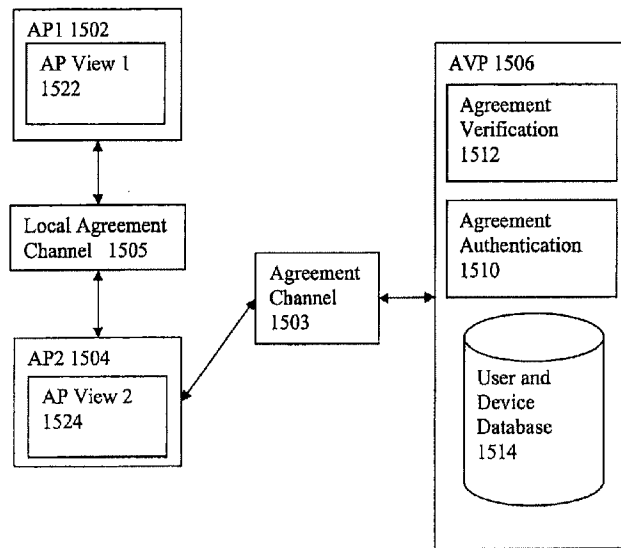 AP1 1502
AP View 1
1522
Local Agreement
Channel 1505
AP2 1504
AP View 2
1524
Agreement
Channel
1503
AVP 1506
Agreement
Verification
1512
Agreement
Authentication
1510
User and
Device
Database
1514